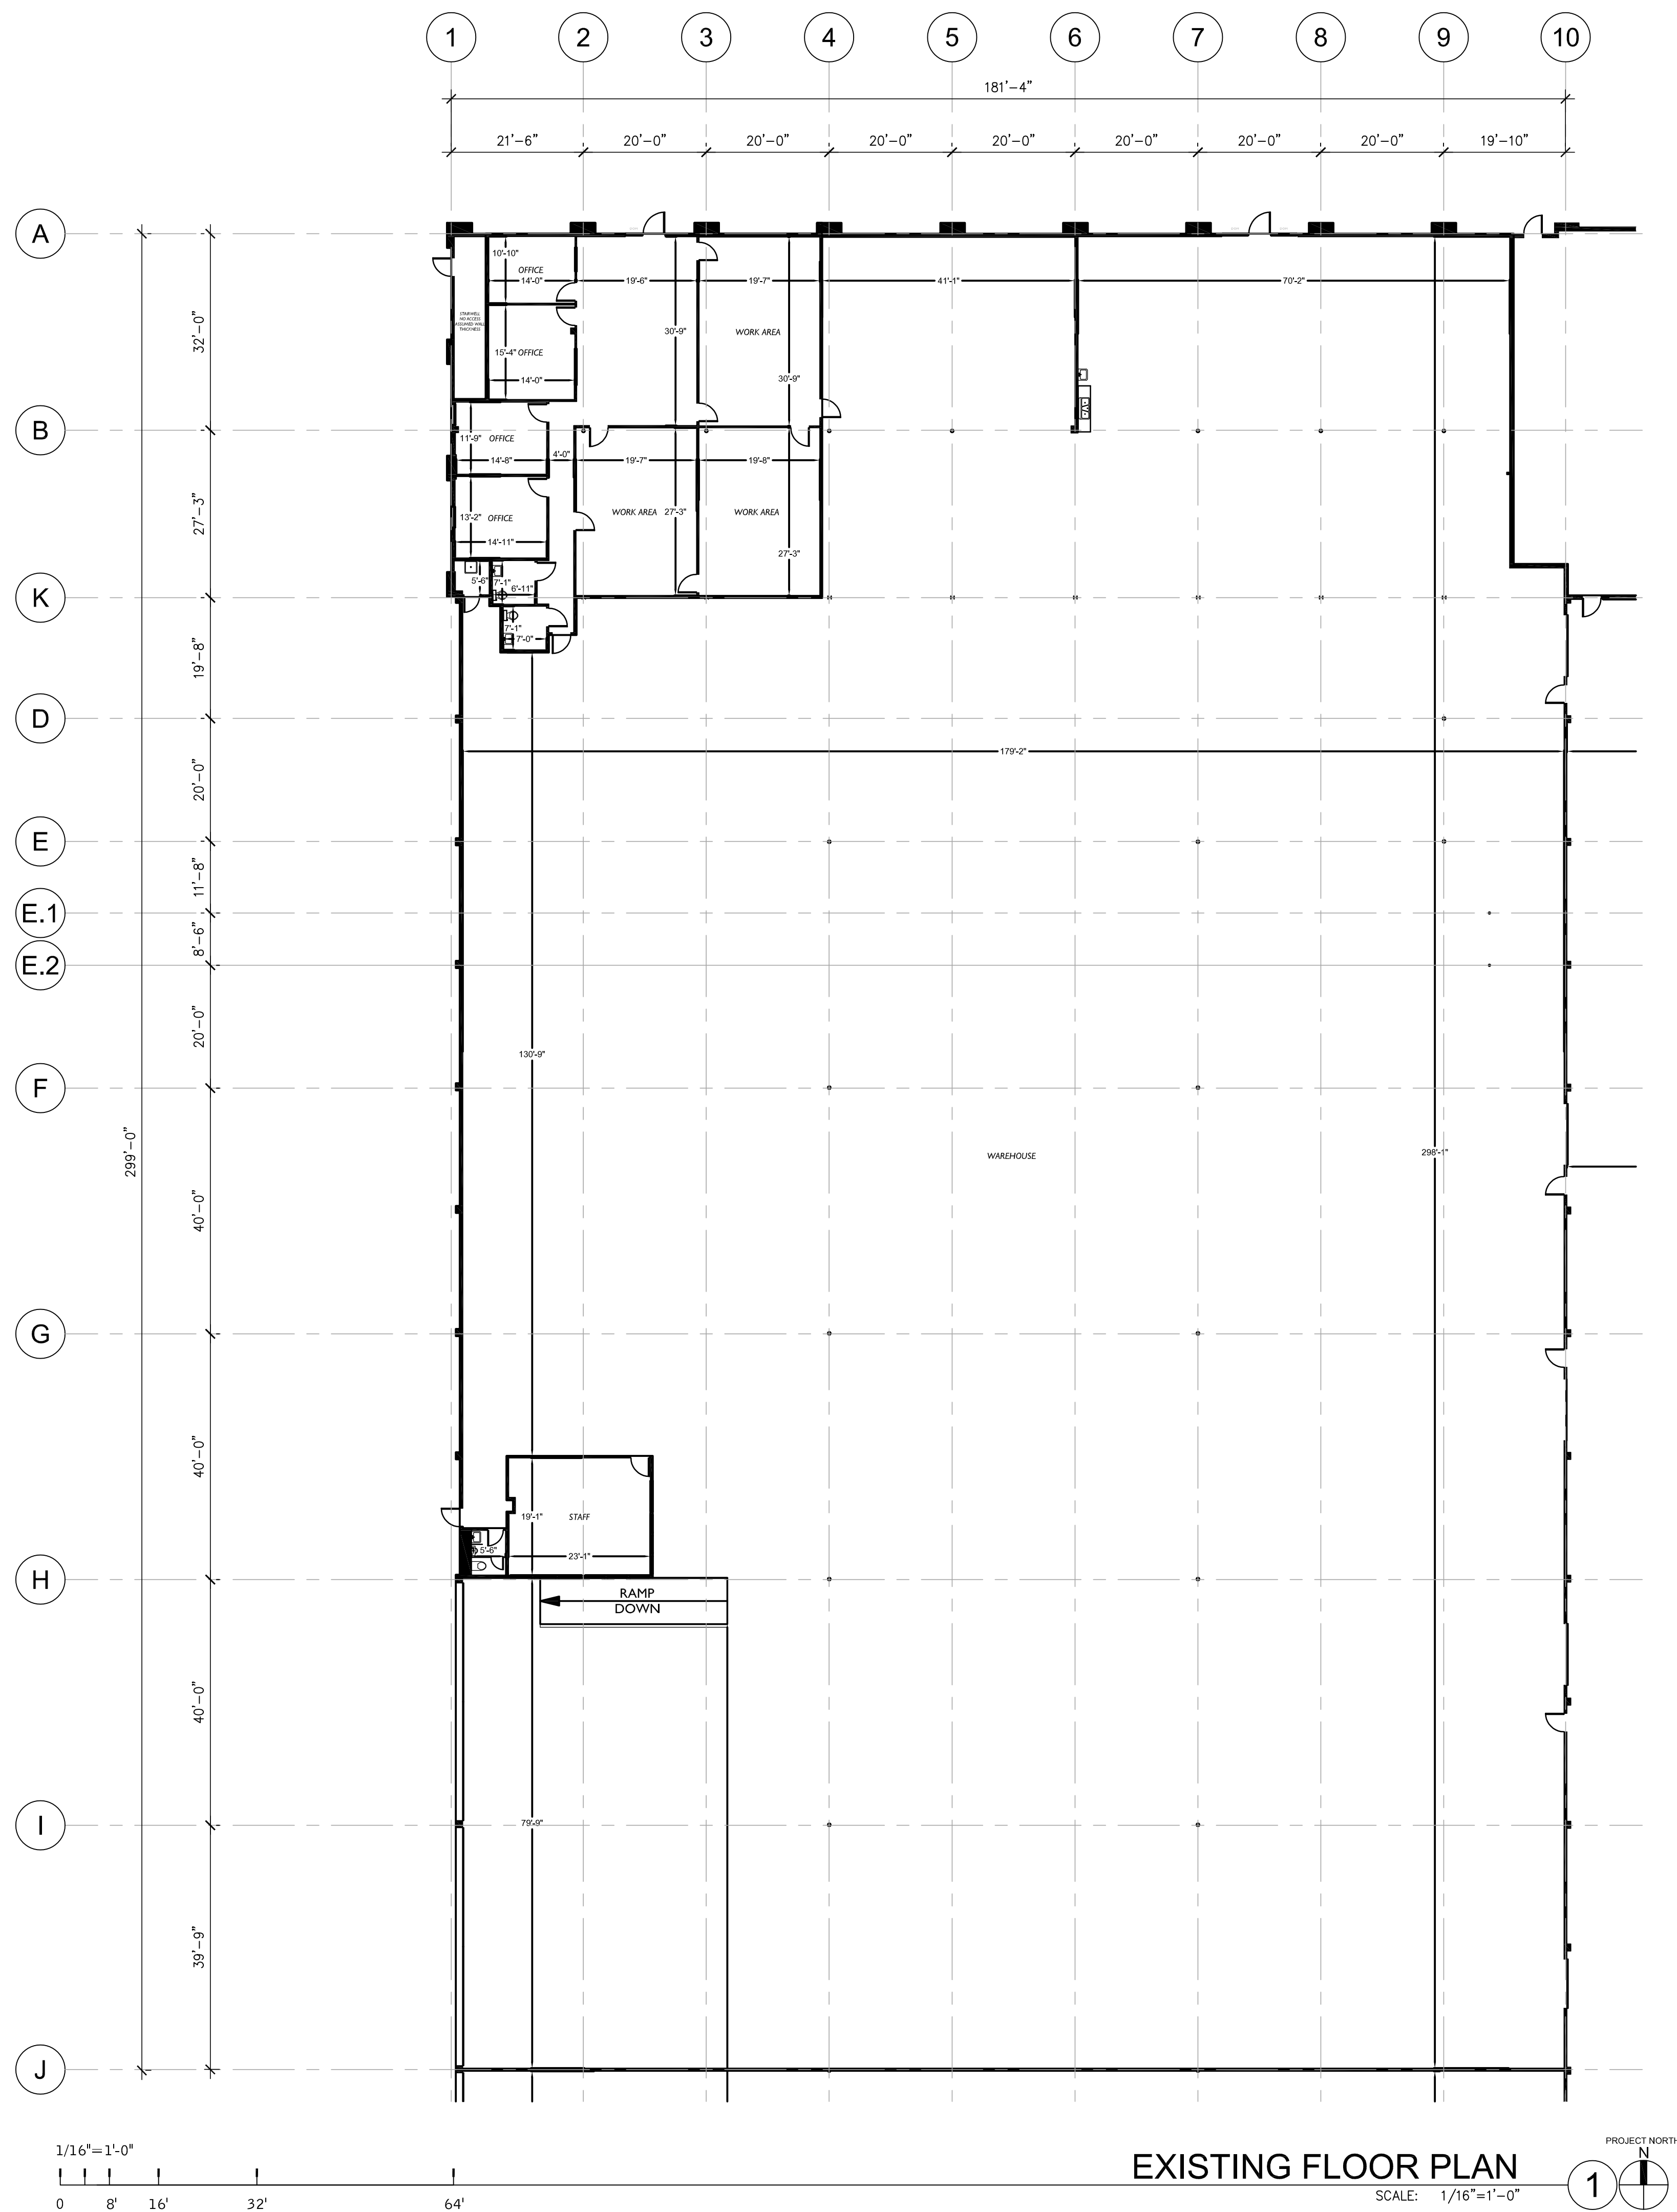 1 2 3 4 5 6 7 8 9 10
181'-4"
21'-6" 20'-0" 20'-0" 20'-0" 20'-0" 20'-0" 20'-0" 20'-0" 19'-10"
A
10'-10"
OFFICE
14'-0" 19'-6" 19'-7" 41'-1" 70'-2"
STAIRWELL
NO ACCESS
ASSUMED WALL
THICKNESS
32'-0"
30'-9" WORK AREA
15'-4" OFFICE
14'-0" 30'-9"
B
11'-9" OFFICE
14'-8" 4'-0" 19'-7" 19'-8"
27'-3"
13'-2" OFFICE WORK AREA 27'-3" WORK AREA
14'-11"
27'-3"
5'-6" 7'-1"
6'-11"
K
7'-1"
7'-0"
19'-8"
D
179'-2"
20'-0"
E
11'-8"
E.1
8'-6"
E.2
20'-0"
130'-9"
F
299'-0" WAREHOUSE 298'-1"
40'-0"
G
40'-0"
19'-1" STAFF
5'-6" 23'-1"
H
RAMP
DOWN
40'-0"
I
79'-9"
39'-9"
J
1/16"=1'-0"
0 8' 16' 32' 64'
EXISTING FLOOR PLAN
SCALE: 1/16"=1'-0"
1
PROJECT NORTH
N